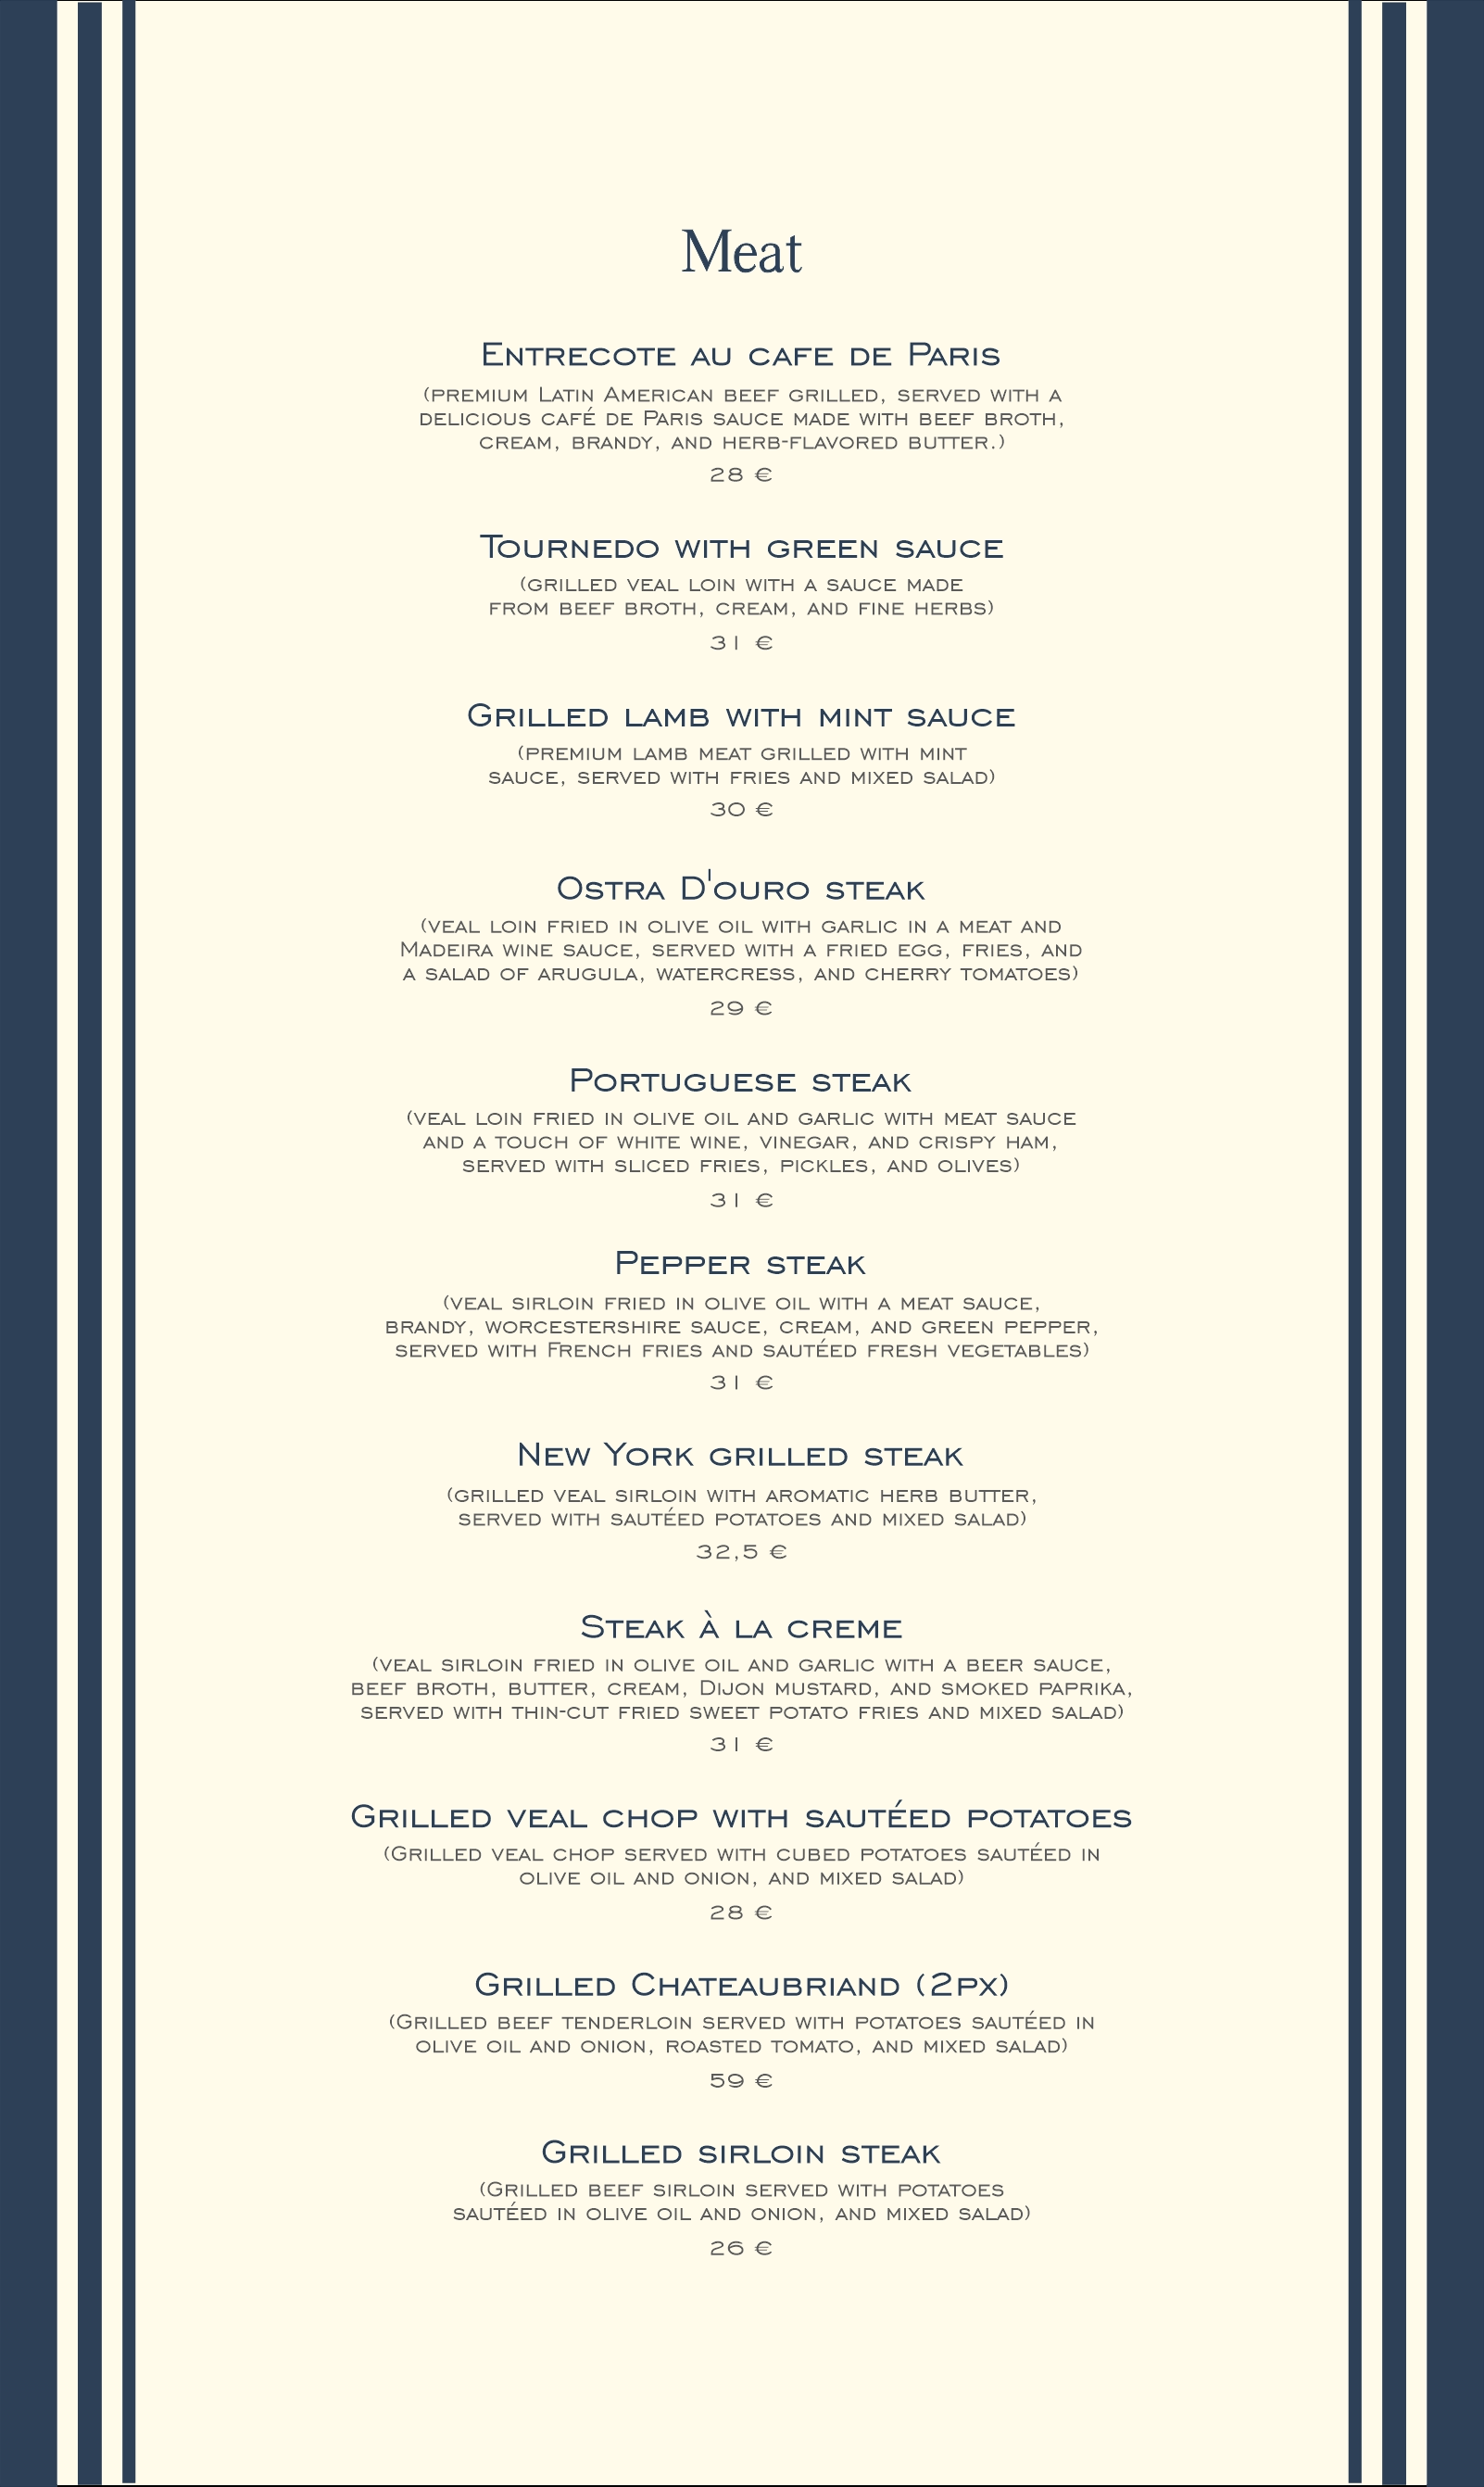 Meat
Entrecote au cafe de Paris
(premium Latin American beef grilled, served with a
delicious café de Paris sauce made with beef broth,
cream, brandy, and herb-flavored butter.)
28 €
Tournedo with green sauce
(grilled veal loin with a sauce made
from beef broth, cream, and fine herbs)
31 €
Grilled lamb with mint sauce
(premium lamb meat grilled with mint
sauce, served with fries and mixed salad)
30 €
Ostra D'ouro steak
(veal loin fried in olive oil with garlic in a meat and
Madeira wine sauce, served with a fried egg, fries, and
a salad of arugula, watercress, and cherry tomatoes)
29 €
Portuguese steak
(veal loin fried in olive oil and garlic with meat sauce
and a touch of white wine, vinegar, and crispy ham,
served with sliced fries, pickles, and olives)
31 €
Pepper steak
(veal sirloin fried in olive oil with a meat sauce,
brandy, worcestershire sauce, cream, and green pepper,
served with French fries and sautéed fresh vegetables)
31 €
New York grilled steak
(grilled veal sirloin with aromatic herb butter,
served with sautéed potatoes and mixed salad)
32,5 €
Steak à la creme
(veal sirloin fried in olive oil and garlic with a beer sauce,
beef broth, butter, cream, Dijon mustard, and smoked paprika,
served with thin-cut fried sweet potato fries and mixed salad)
31 €
Grilled veal chop with sautéed potatoes
(Grilled veal chop served with cubed potatoes sautéed in
olive oil and onion, and mixed salad)
28 €
Grilled Chateaubriand (2px)
(Grilled beef tenderloin served with potatoes sautéed in
olive oil and onion, roasted tomato, and mixed salad)
59 €
Grilled sirloin steak
(Grilled beef sirloin served with potatoes
sautéed in olive oil and onion, and mixed salad)
26 €